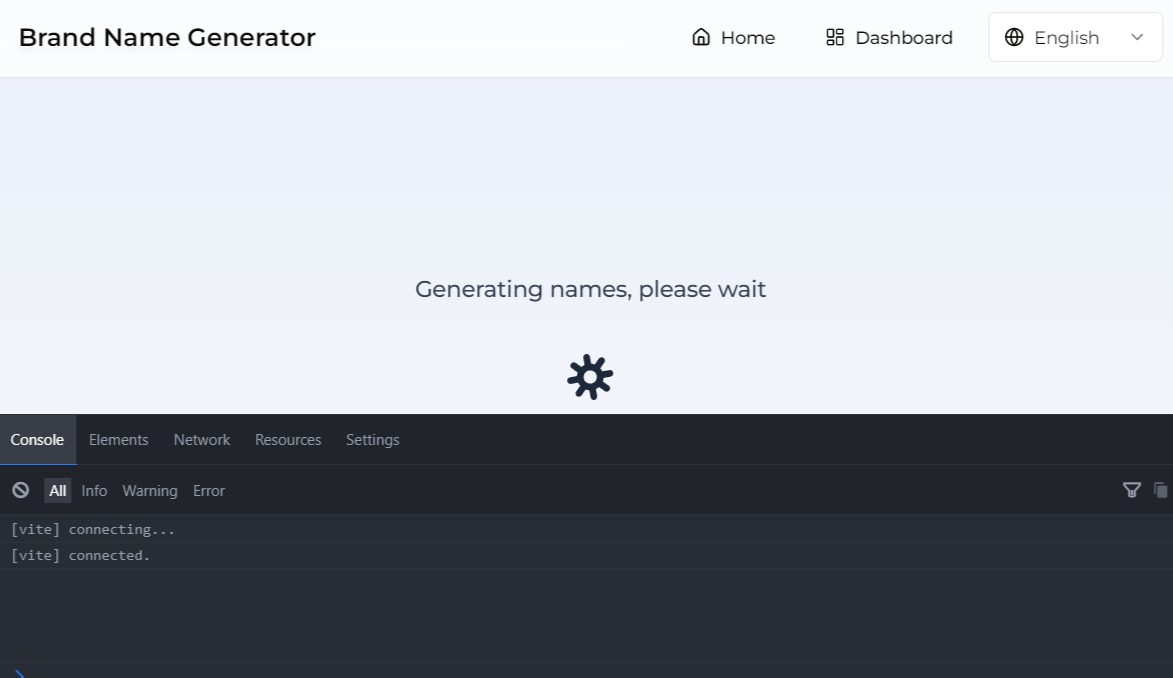 Brand Name Generator Home Dashboard English
Generating names, please wait
Console Elements Network Resources Settings
All Info Warning Error
[vite] connecting...
[vite] connected.